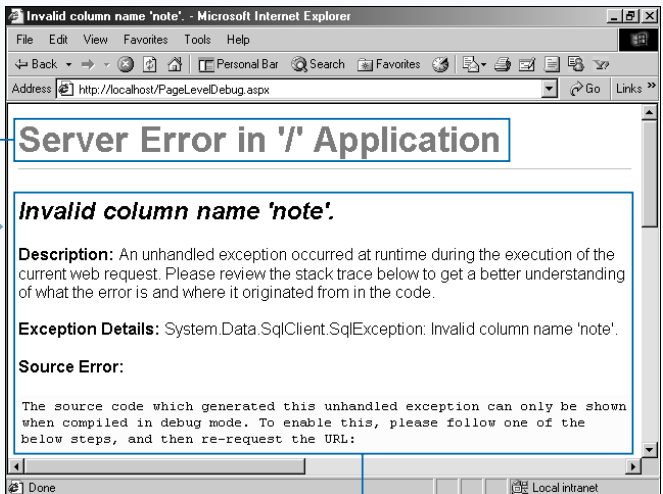 Invalid column name 'note'. - Microsoft Internet Explorer
File Edit View Favorites Tools Help
Back Personal Bar Search Favorites
Address http://localhost/PageLevelDebug.aspx Go Links »
Server Error in '/' Application
Invalid column name 'note'.
Description: An unhandled exception occurred at runtime during the execution of the
current web request. Please review the stack trace below to get a better understanding
of what the error is and where it originated from in the code.
Exception Details: System.Data.SqlClient.SqlException: Invalid column name 'note'.
Source Error:
The source code which generated this unhandled exception can only be shown
when compiled in debug mode. To enable this, please follow one of the
below steps, and then re-request the URL:
Done Local intranet